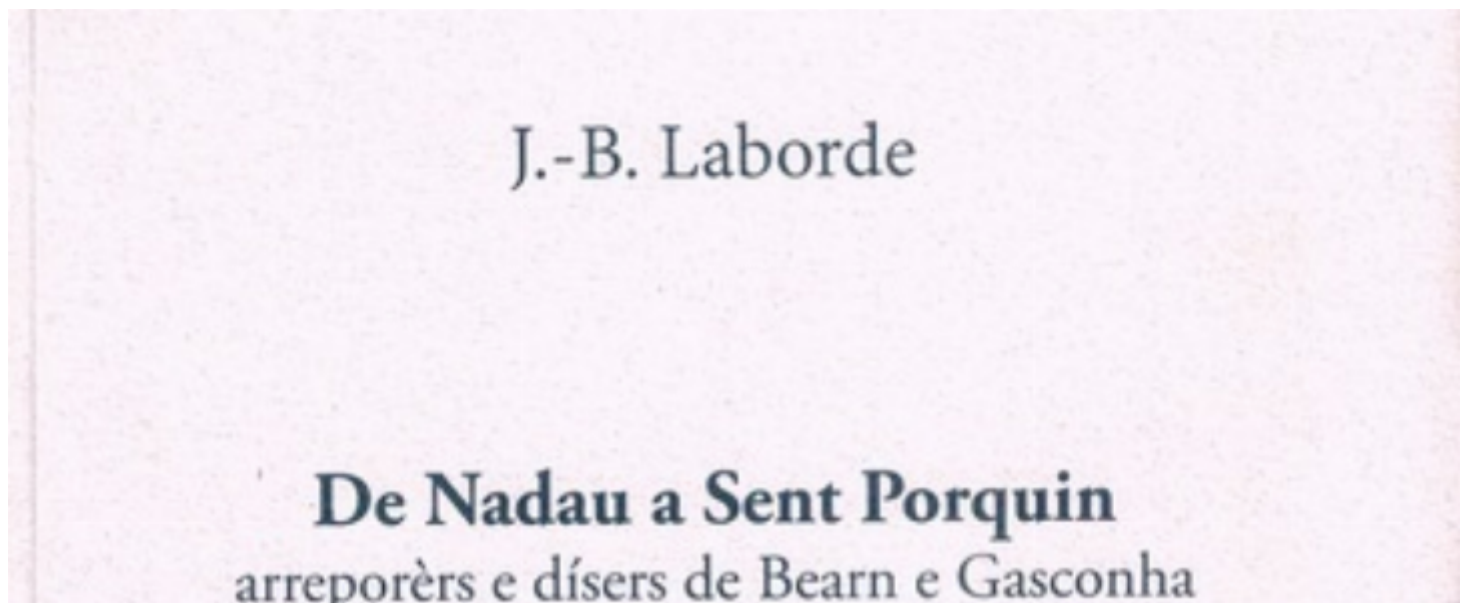 J.-B. Laborde
De Nadau a Sent Porquin
arreporèrs e dísers de Bearn e Gasconha